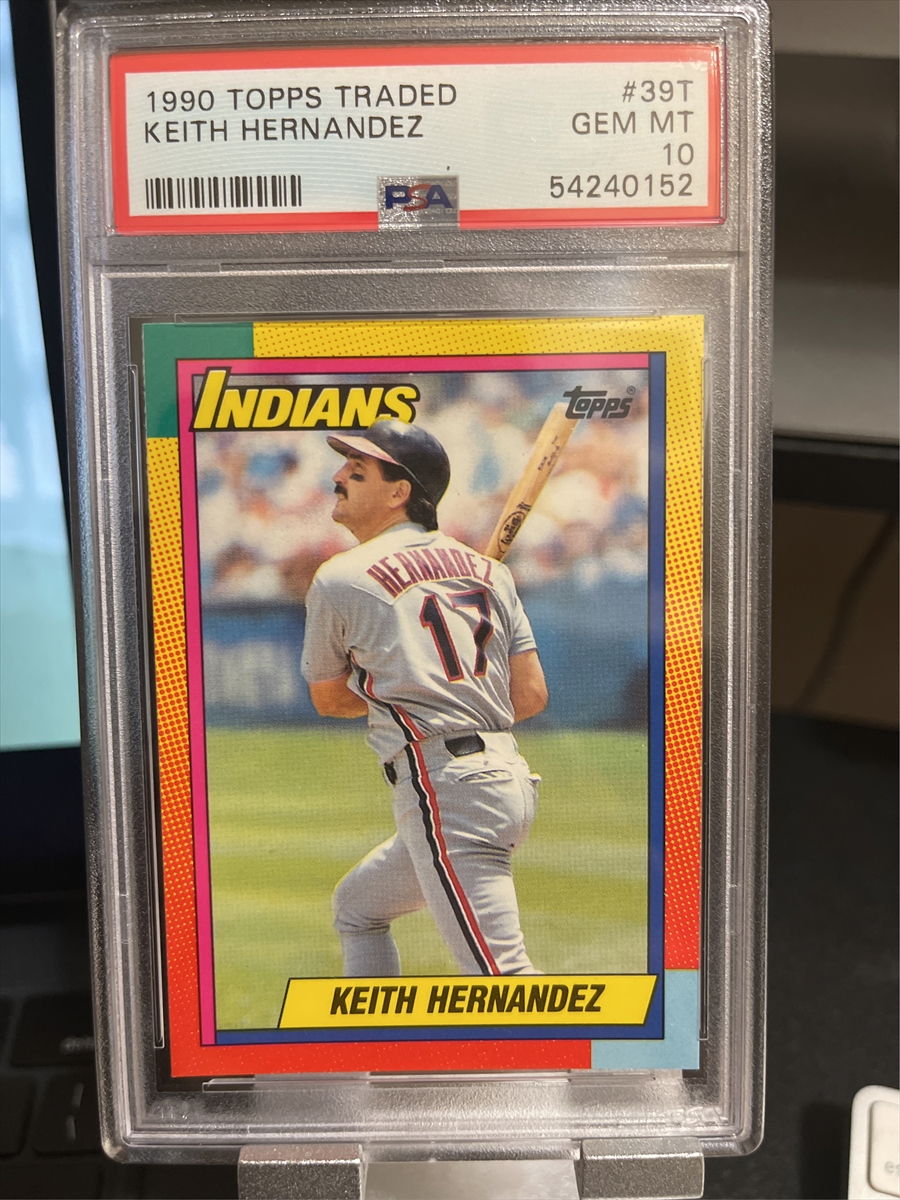 1990 TOPPS TRADED #39T
KEITH HERNANDEZ GEM MT
10
PSA 54240152
INDIANS
topps®
HERNANDEZ
17
KEITH HERNANDEZ